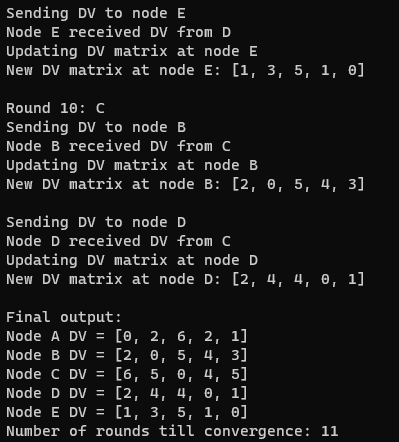 Sending DV to node E
Node E received DV from D
Updating DV matrix at node E
New DV matrix at node E: [1, 3, 5, 1, 0]
Round 10: C
Sending DV to node B
Node B received DV from C
Updating DV matrix at node B
New DV matrix at node B: [2, 0, 5, 4, 3]
Sending DV to node D
Node D received DV from C
Updating DV matrix at node D
New DV matrix at node D: [2, 4, 4, 0, 1]
Final output:
Node A DV = [0, 2, 6, 2, 1]
Node B DV = [2, 0, 5, 4, 3]
Node C DV = [6, 5, 0, 4, 5]
Node D DV = [2, 4, 4, 0, 1]
Node E DV = [1, 3, 5, 1, 0]
Number of rounds till convergence: 11